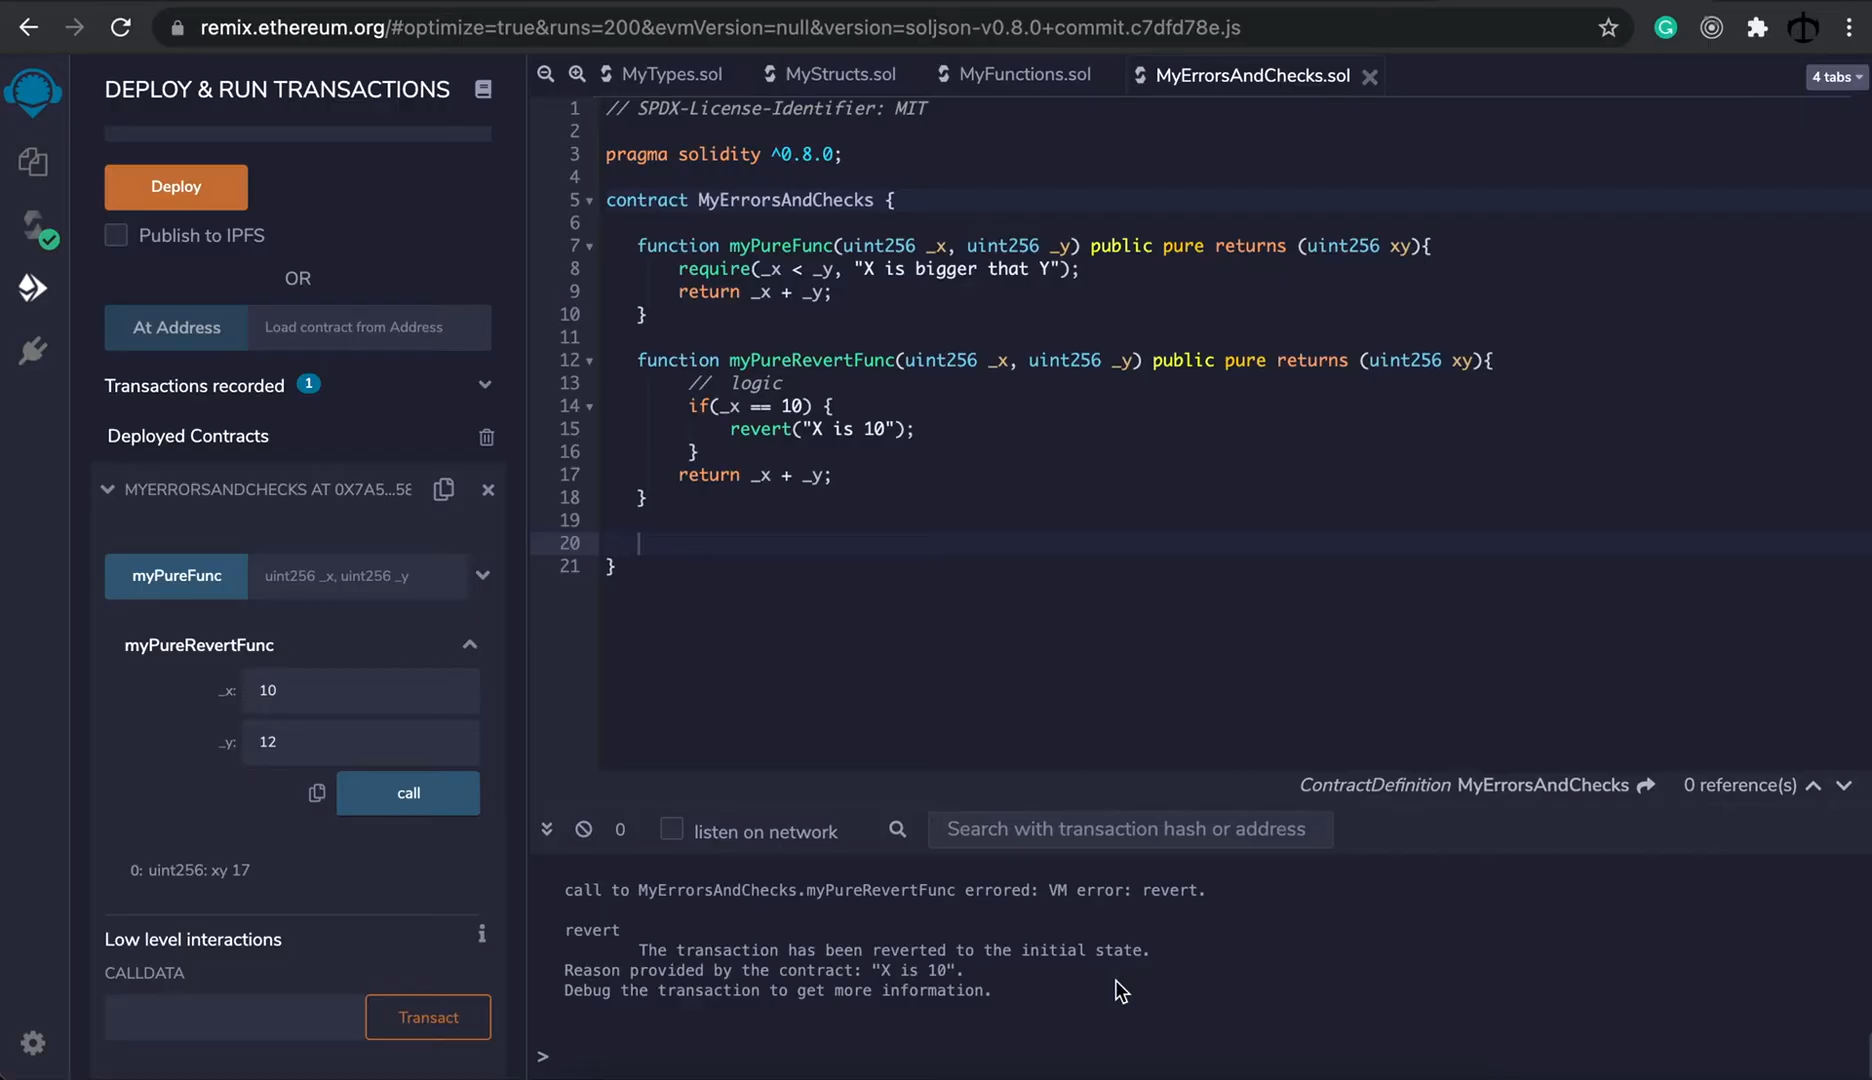 remix.ethereum.org/#optimize=true&runs=200&evmVersion=null&version=soljson-v0.8.0+commit.c7dfd78e.js
DEPLOY & RUN TRANSACTIONS
Deploy
Publish to IPFS
OR
At Address
Load contract from Address
Transactions recorded 1
Deployed Contracts
MYERRORSANDCHECKS AT 0X7A5...58
myPureFunc
uint256 _x, uint256 _y
myPureRevertFunc
_x: 10
_y: 12
call
0: uint256: xy 17
Low level interactions
i
CALLDATA
Transact
MyTypes.sol
MyStructs.sol
MyFunctions.sol
MyErrorsAndChecks.sol
4 tabs
1 // SPDX-License-Identifier: MIT
2
3 pragma solidity ^0.8.0;
4
5 contract MyErrorsAndChecks {
6
7 function myPureFunc(uint256 _x, uint256 _y) public pure returns (uint256 xy){
8 require(_x < _y, "X is bigger that Y");
9 return _x + _y;
10 }
11
12 function myPureRevertFunc(uint256 _x, uint256 _y) public pure returns (uint256 xy){
13 // logic
14 if(_x == 10) {
15 revert("X is 10");
16 }
17 return _x + _y;
18 }
19
20
21 }
ContractDefinition MyErrorsAndChecks
0 reference(s)
0
listen on network
Search with transaction hash or address
call to MyErrorsAndChecks.myPureRevertFunc errored: VM error: revert.
revert
The transaction has been reverted to the initial state.
Reason provided by the contract: "X is 10".
Debug the transaction to get more information.
>